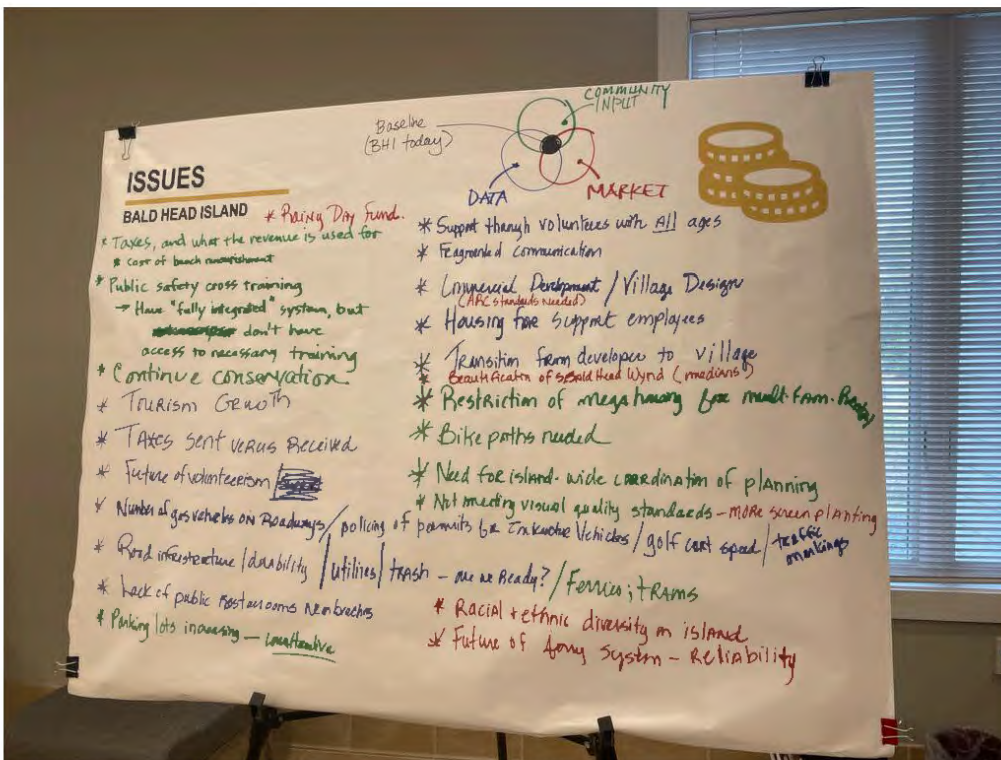 COMMUNITY
INPUT
Baseline
(BHI today)
DATA
MARKET
ISSUES
BALD HEAD ISLAND
* Rainy Day Fund.
* Taxes, and what the revenue is used for
* Cost of beach nourishment
* Public safety cross training
→ Have "fully integrated" system, but
don't have
access to necessary training
* Continue conservation
* Tourism Growth
* Taxes sent versus Received
* Future of volunteerism
* Number of gas vehicles on Roadways / policing of permits for Vehicles / golf cart speed / traffic markings
* Road infrastructure / durability / utilities / TRASH - are we Ready? / Ferries; TRAMS
* Lack of public Restrooms near beaches
* Parking lots increasing -
* Support though volunteers with All ages
* Fragmented communication
* Commercial Development / Village Design
(ARC standards needed)
* Housing for support employees
* Transition from developer to village
* Beautification of Bald Head Wynd (medians)
* Restriction of mega housing for mult-Fam.
* Bike paths needed
* Need for island-wide coordination of planning
* Not meeting visual quality standards - more screen planting
* Racial + ethnic diversity on island
* Future of ferry system - Reliability